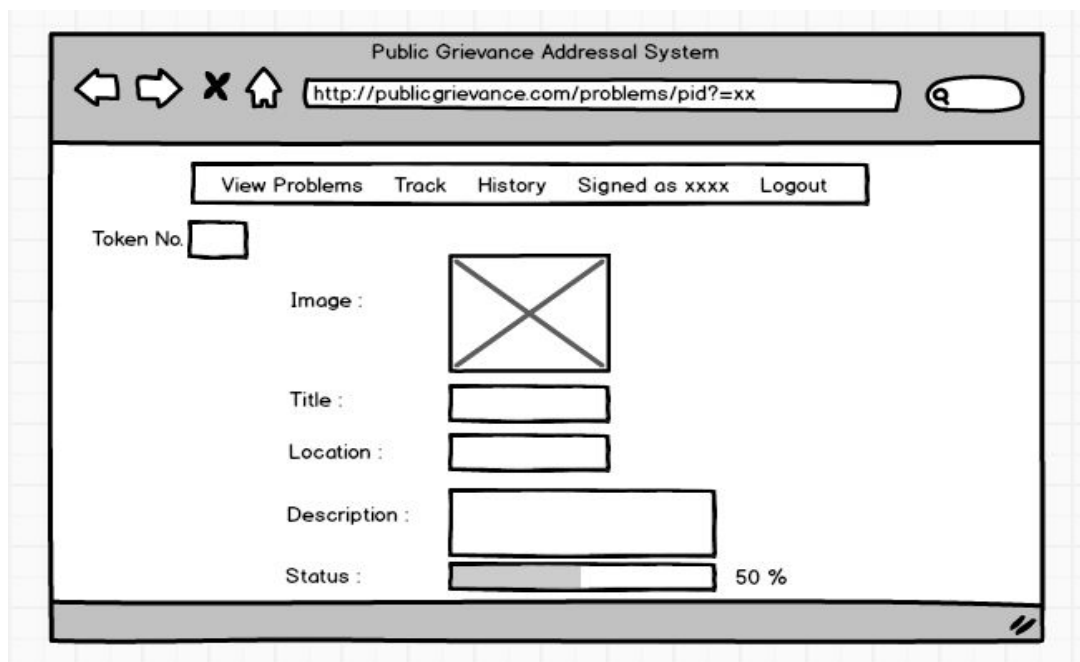 Public Grievance Addressal System
http://publicgrievance.com/problems/pid?=xx
View Problems Track History Signed as xxxx Logout
Token No.
Image :
Title :
Location :
Description :
Status : 50 %